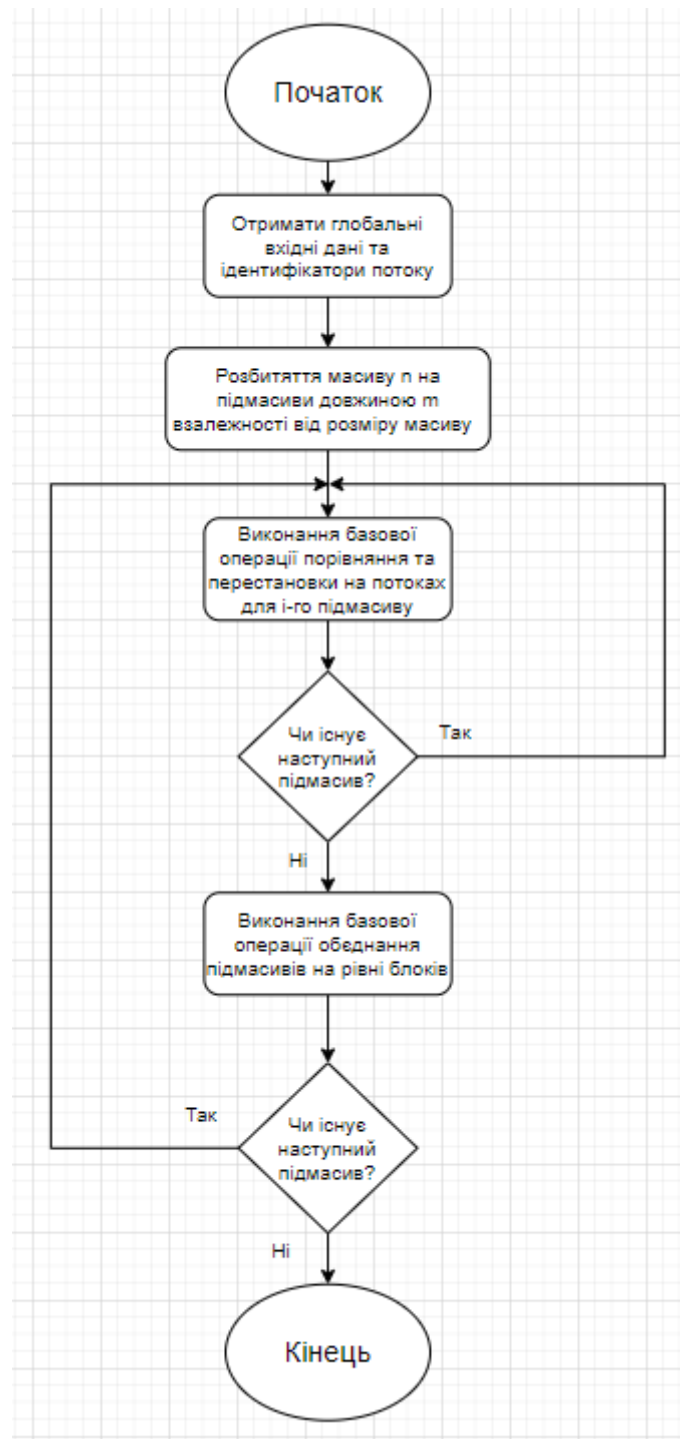 Початок
Отримати глобальні
вхідні дані та
ідентифікатори потоку
Розбитяття масиву n на
підмасиви довжиною m
взалежності від розміру масиву
Виконання базової
операції порівняння та
перестановки на потоках
для і-го підмасиву
Чи існує
наступний
підмасив?
Так
Ні
Виконання базової
операції обєднання
підмасивів на рівні блоків
Так
Чи існує
наступний
підмасив?
Ні
Кінець